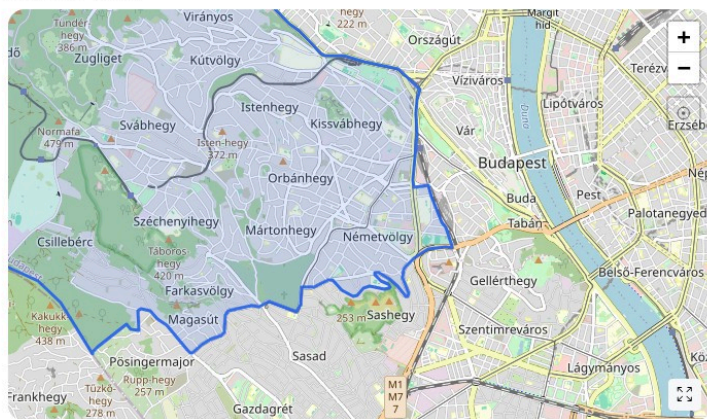 Tündér-
hegy
386 m
Virányos
Zugliget
Kútvölgy
hegy
222 m
Országút
Margit
híd
Víziváros
Terézv
Lipótváros
Duna
Istenhegy
Svábhegy
Kissvábhegy
Vár
Erzséb
Normafa
479 m
Isten-hegy
372 m
Orbánhegy
Budapest
Buda
Pest
Palotanegyed
Széchenyihegy
Tabán
Csillebérc
Mártonhegy
Németvölgy
Táboros
hegy
420 m
Belső-Ferencváros
Gellérthegy
Farkasvölgy
Kakukk-
hegy
438 m
Magasút
253 m
Sashegy
Szentimreváros
Sasad
Pösingermajor
Rupp-hegy
257 m
Tűzkő-
hegy
278 m
Frankhegy
Gazdagrét
M1
M7
7
Lágymányos
+
−